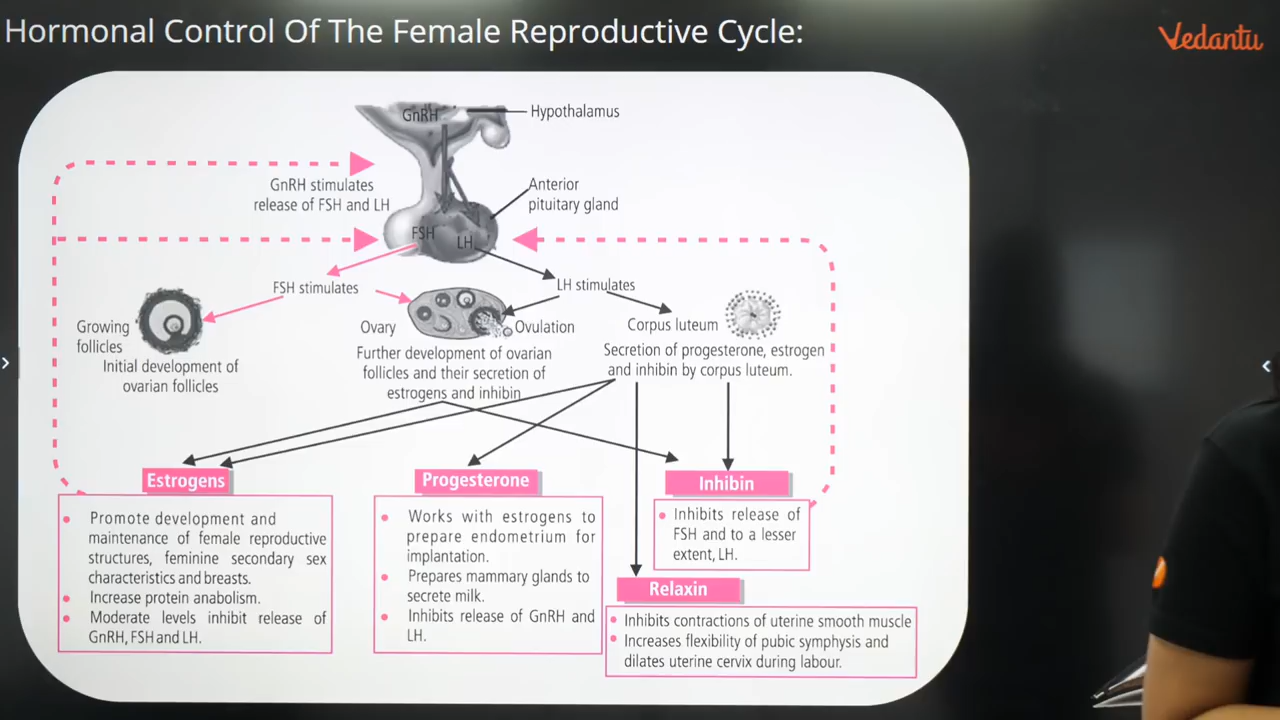 Hormonal Control Of The Female Reproductive Cycle:
Vedantu
GnRH
Hypothalamus
GnRH stimulates
release of FSH and LH
Anterior
pituitary gland
FSH
LH
FSH stimulates
LH stimulates
Growing
follicles
Initial development of
ovarian follicles
Ovary
Ovulation
Further development of ovarian
follicles and their secretion of
estrogens and inhibin
Corpus luteum
Secretion of progesterone, estrogen
and inhibin by corpus luteum.
Estrogens
• Promote development and
maintenance of female reproductive
structures, feminine secondary sex
characteristics and breasts.
• Increase protein anabolism.
• Moderate levels inhibit release of
GnRH, FSH and LH.
Progesterone
• Works with estrogens to
prepare endometrium for
implantation.
• Prepares mammary glands to
secrete milk.
• Inhibits release of GnRH and
LH.
Inhibin
• Inhibits release of
FSH and to a lesser
extent, LH.
Relaxin
• Inhibits contractions of uterine smooth muscle
• Increases flexibility of pubic symphysis and
dilates uterine cervix during labour.